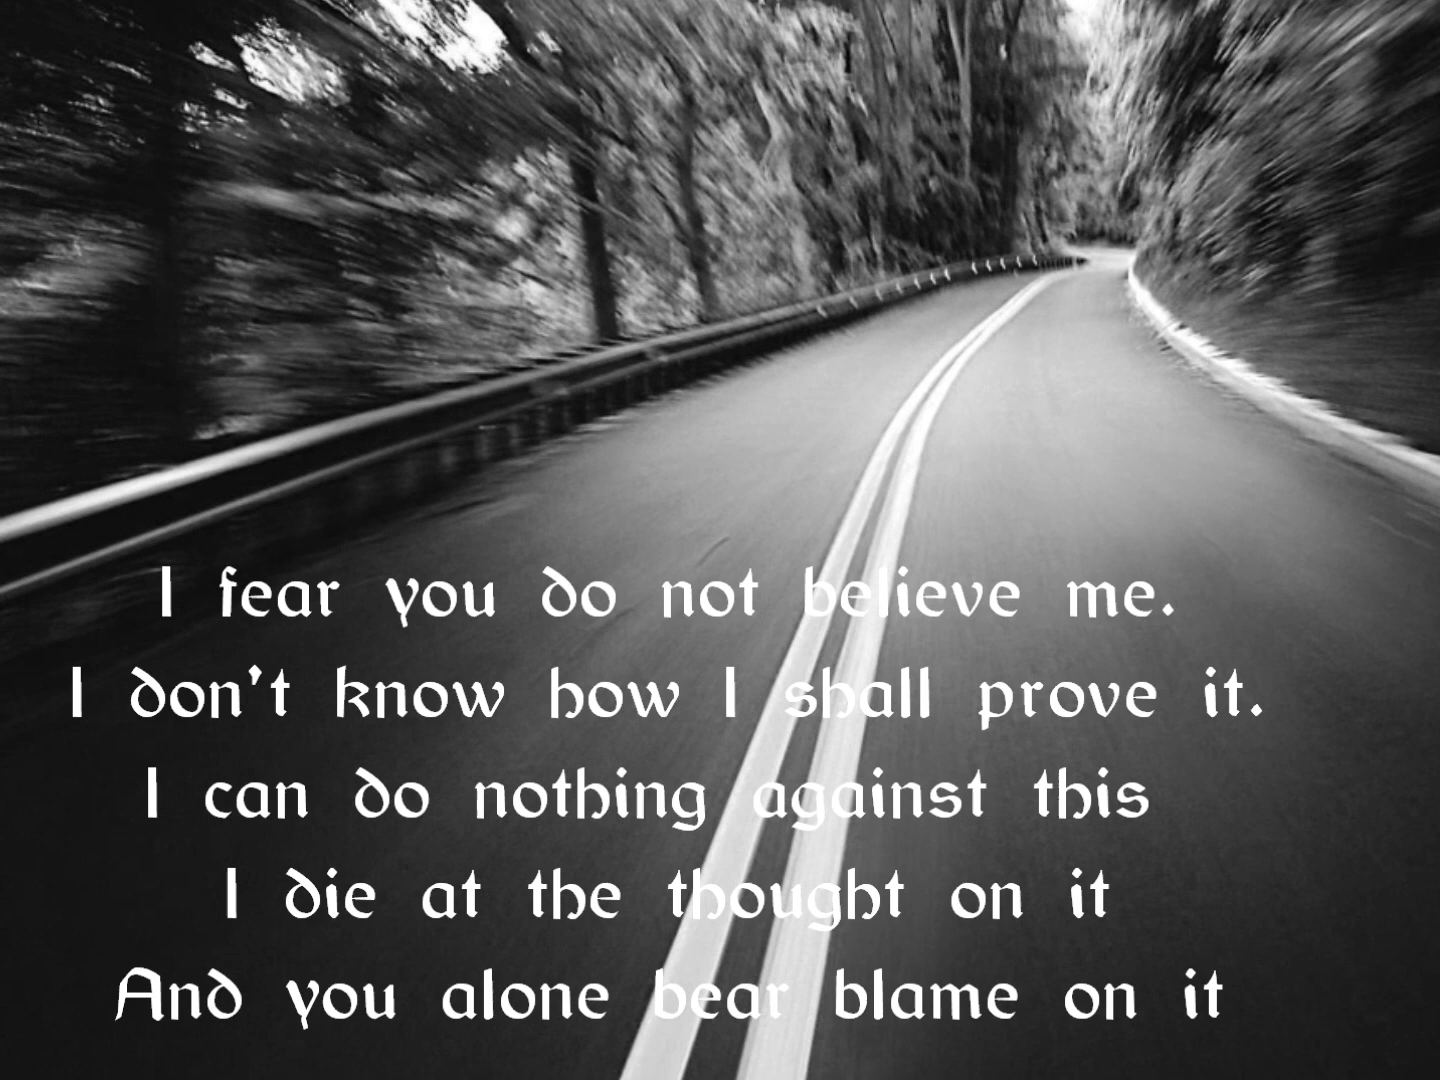 I fear you do not believe me.
I don't know how I shall prove it.
I can do nothing against this
I die at the thought on it
And you alone bear blame on it